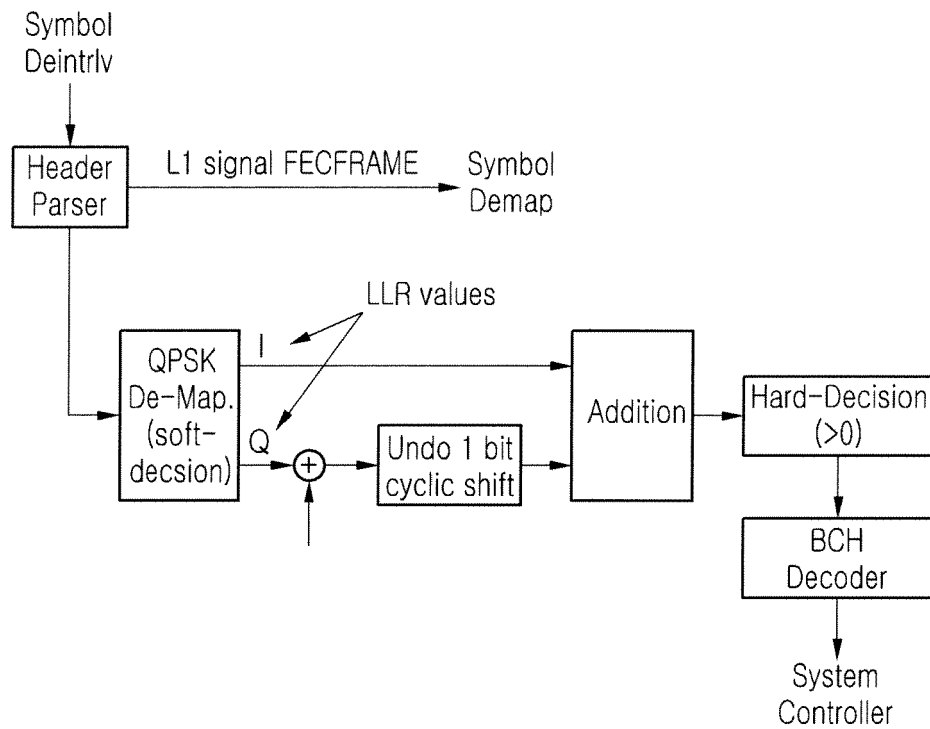 Symbol
Deintrlv
Header
Parser
L1 signal FECFRAME
Symbol
Demap
LLR values
QPSK
De-Map.
(soft-
decsion)
I
Q
Undo 1 bit
cyclic shift
Addition
Hard-Decision
(>0)
BCH
Decoder
System
Controller